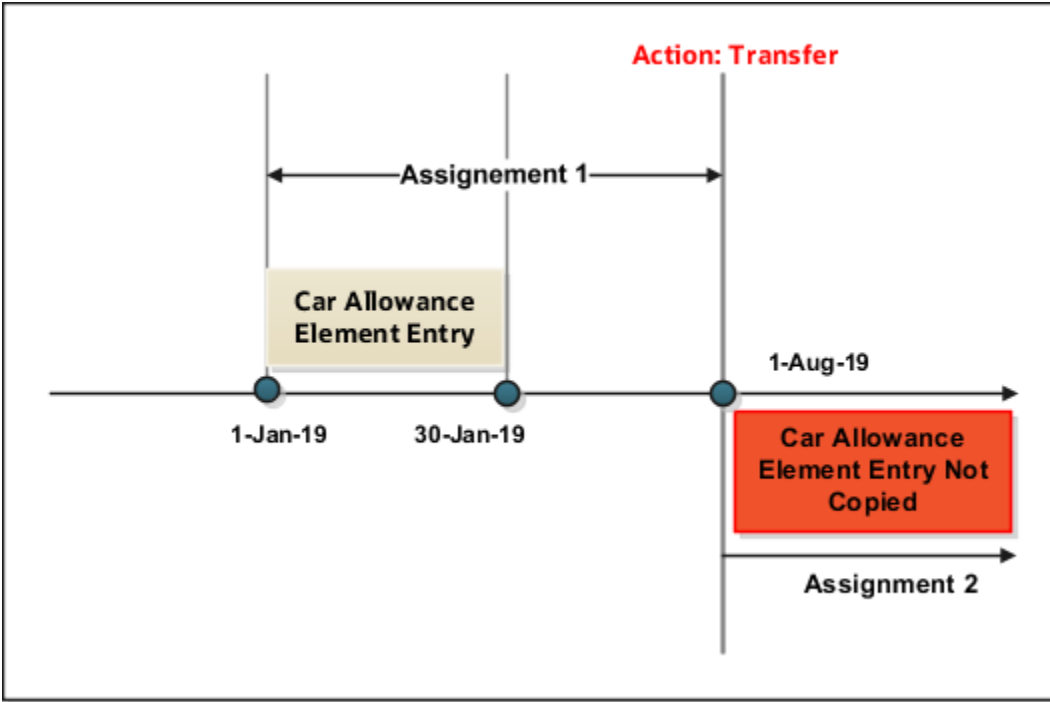 Action: Transfer
Assignement 1
Car Allowance
Element Entry
1-Aug-19
1-Jan-19
30-Jan-19
Car Allowance
Element Entry Not
Copied
Assignment 2